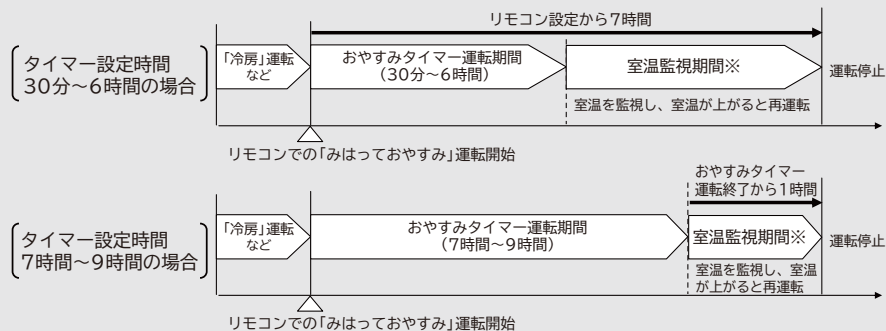 リモコン設定から7時間
タイマー設定時間
30分～6時間の場合
「冷房」運転
など
おやすみタイマー運転期間
（30分～6時間）
室温監視期間※
運転停止
室温を監視し、室温が上がると再運転
リモコンでの「みはっておやすみ」運転開始
おやすみタイマー
運転終了から1時間
タイマー設定時間
7時間～9時間の場合
「冷房」運転
など
おやすみタイマー運転期間
（7時間～9時間）
室温監視期間※
運転停止
室温を監視し、室温
が上がると再運転
リモコンでの「みはっておやすみ」運転開始